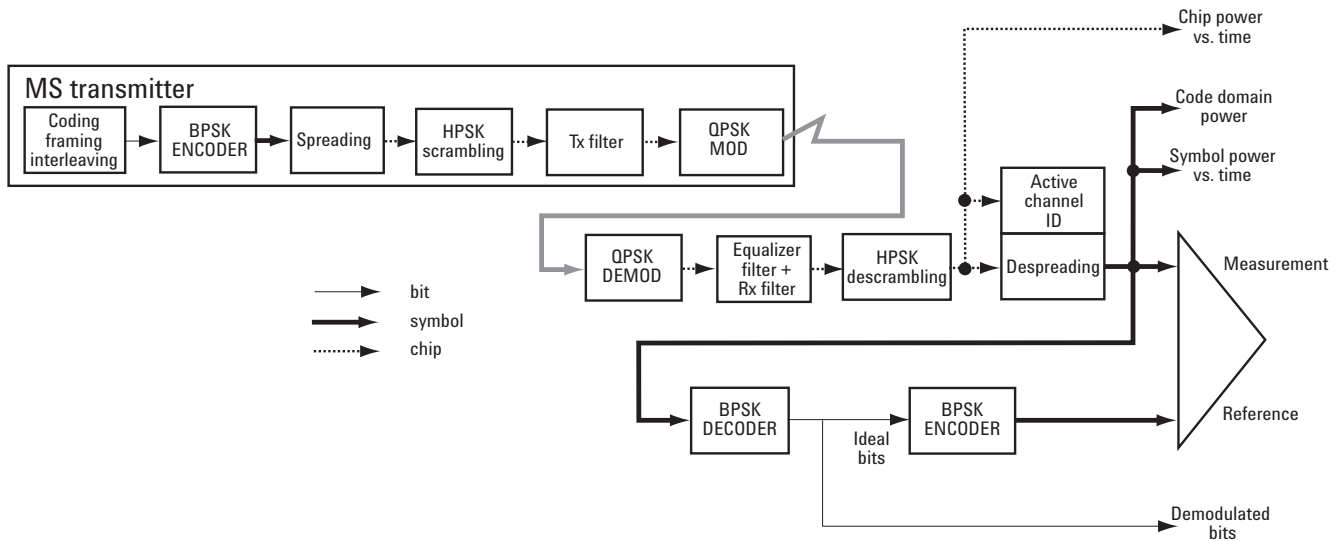 Chip power
vs. time
MS transmitter
Coding
framing
interleaving
BPSK
ENCODER
Spreading
HPSK
scrambling
Tx filter
QPSK
MOD
Code domain
power
Symbol power
vs. time
Active
channel
ID
QPSK
DEMOD
Equalizer
filter +
Rx filter
HPSK
descrambling
Despreading
Measurement
bit
symbol
chip
BPSK
DECODER
Ideal
bits
BPSK
ENCODER
Reference
Demodulated
bits